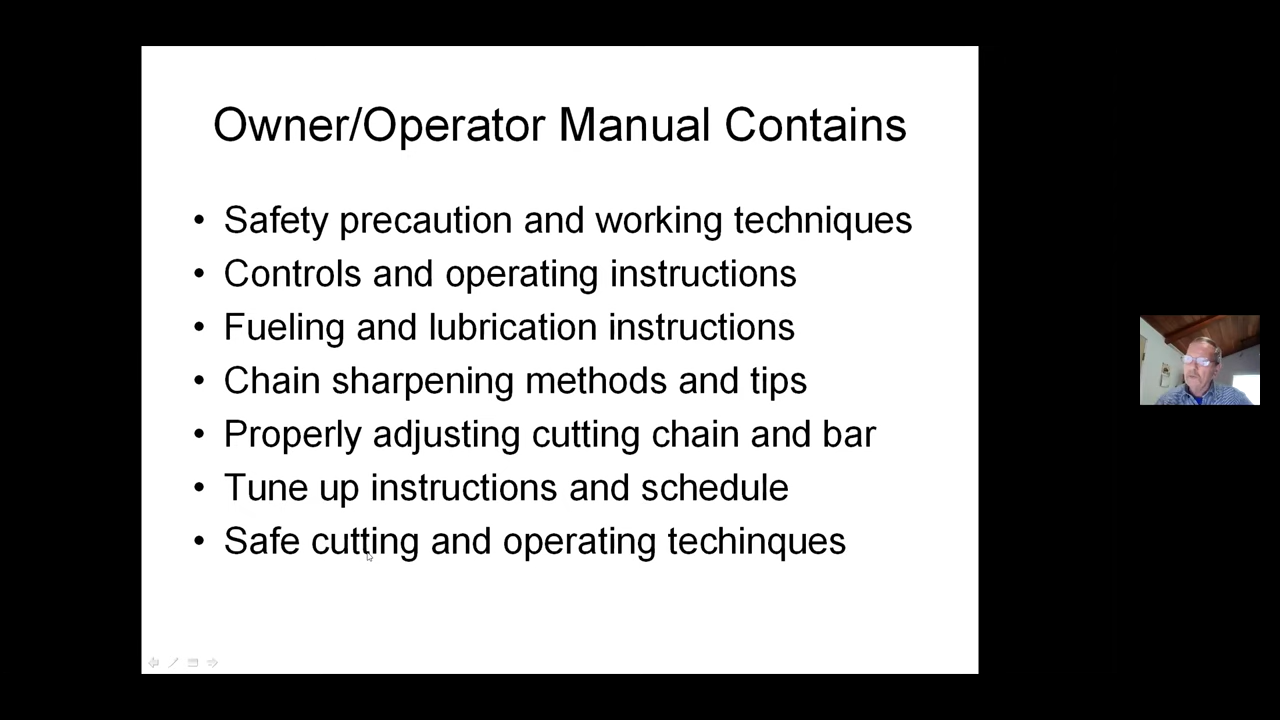 Owner/Operator Manual Contains
• Safety precaution and working techniques
• Controls and operating instructions
• Fueling and lubrication instructions
• Chain sharpening methods and tips
• Properly adjusting cutting chain and bar
• Tune up instructions and schedule
• Safe cutting and operating techinques